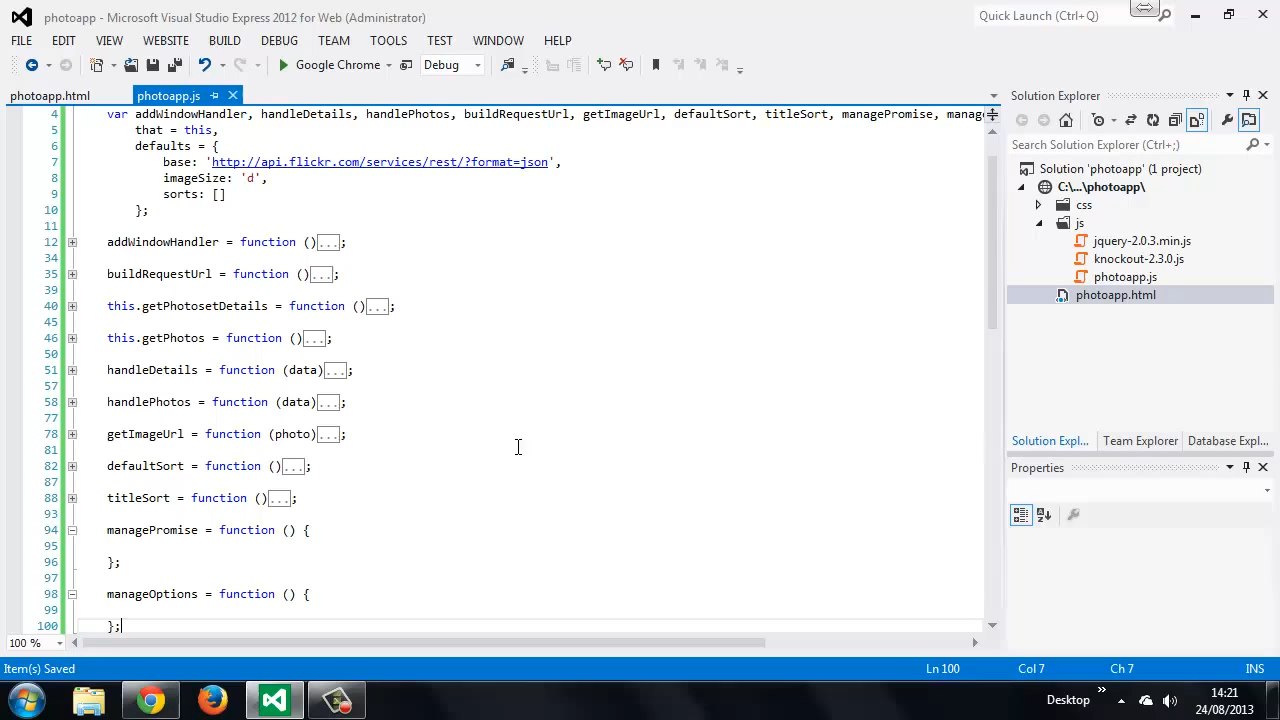 photoapp - Microsoft Visual Studio Express 2012 for Web (Administrator)
Quick Launch (Ctrl+Q)
FILE EDIT VIEW WEBSITE BUILD DEBUG TEAM TOOLS TEST WINDOW HELP
Google Chrome Debug
photoapp.html photoapp.js
4 var addWindowHandler, handleDetails, handlePhotos, buildRequestUrl, getImageUrl, defaultSort, titleSort, managePromise, manag
5 that = this,
6 defaults = {
7 base: 'http://api.flickr.com/services/rest/?format=json',
8 imageSize: 'd',
9 sorts: []
10 };
11
12 addWindowHandler = function ()...;
34
35 buildRequestUrl = function ()...;
39
40 this.getPhotosetDetails = function ()...;
45
46 this.getPhotos = function ()...;
50
51 handleDetails = function (data)...;
57
58 handlePhotos = function (data)...;
77
78 getImageUrl = function (photo)...;
81
82 defaultSort = function ()...;
87
88 titleSort = function ()...;
93
94 managePromise = function () {
95
96 };
97
98 manageOptions = function () {
99
100 };
100 %
Solution Explorer
Search Solution Explorer (Ctrl+;)
Solution 'photoapp' (1 project)
C:\...\photoapp\
css
js
jquery-2.0.3.min.js
knockout-2.3.0.js
photoapp.js
photoapp.html
Solution Expl... Team Explorer Database Expl...
Properties
Item(s) Saved Ln 100 Col 7 Ch 7 INS
Desktop
14:21
24/08/2013